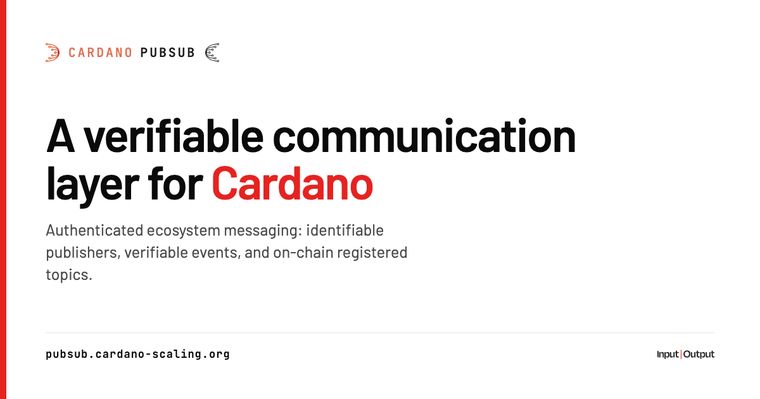 CARDANO PUBSUB
A verifiable communication
layer for Cardano
Authenticated ecosystem messaging: identifiable
publishers, verifiable events, and on-chain registered
topics.
pubsub.cardano-scaling.org
Input|Output